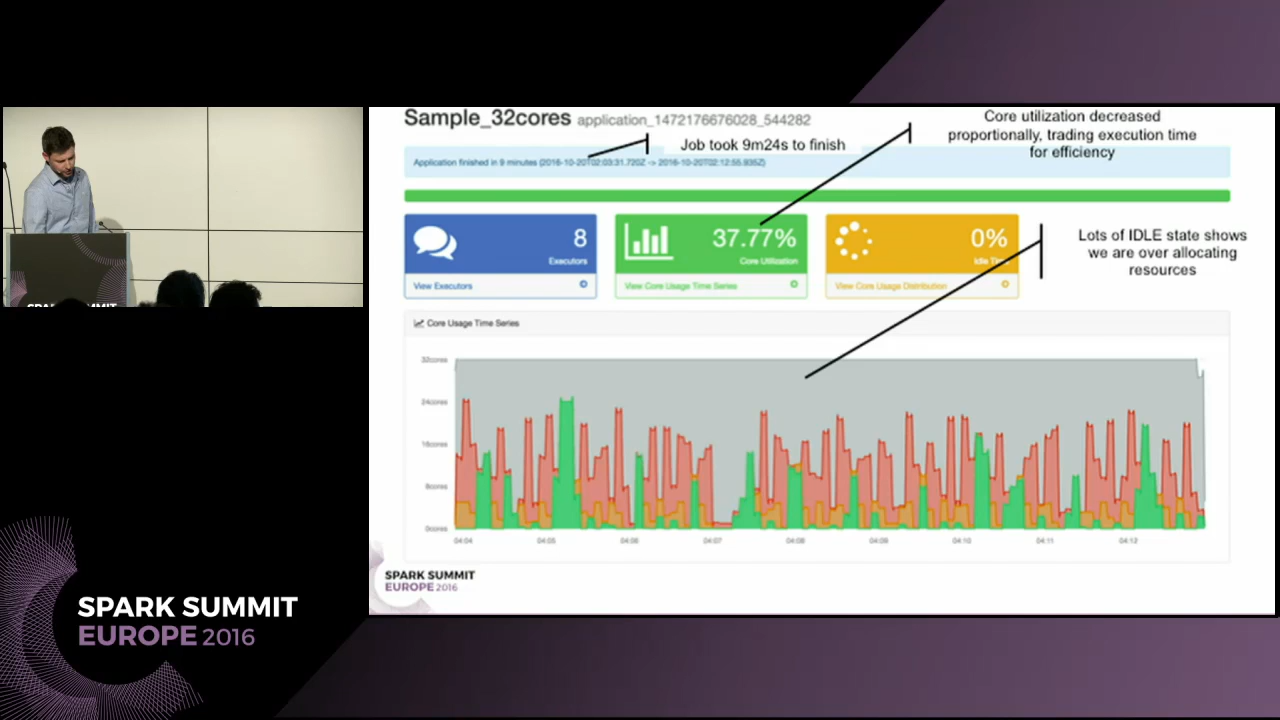 Sample_32cores application_1472176676028_544282
Job took 9m24s to finish
Core utilization decreased
proportionally, trading execution time
for efficiency
Application finished in 9 minutes (2016-10-20T02:03:31.720Z -> 2016-10-20T02:12:55.835Z)
8
Executors
View Executors
37.77%
Core Utilization
View Core Usage Time Series
0%
View Core Usage Distribution
Lots of IDLE state shows
we are over allocating
resources
Core Usage Time Series
32cores
24cores
16cores
8cores
0cores
04:04 04:05 04:06 04:07 04:08 04:09 04:10 04:11 04:12
SPARK SUMMIT
EUROPE 2016
SPARK SUMMIT
SPARK SUMMIT
EUROPE 2016